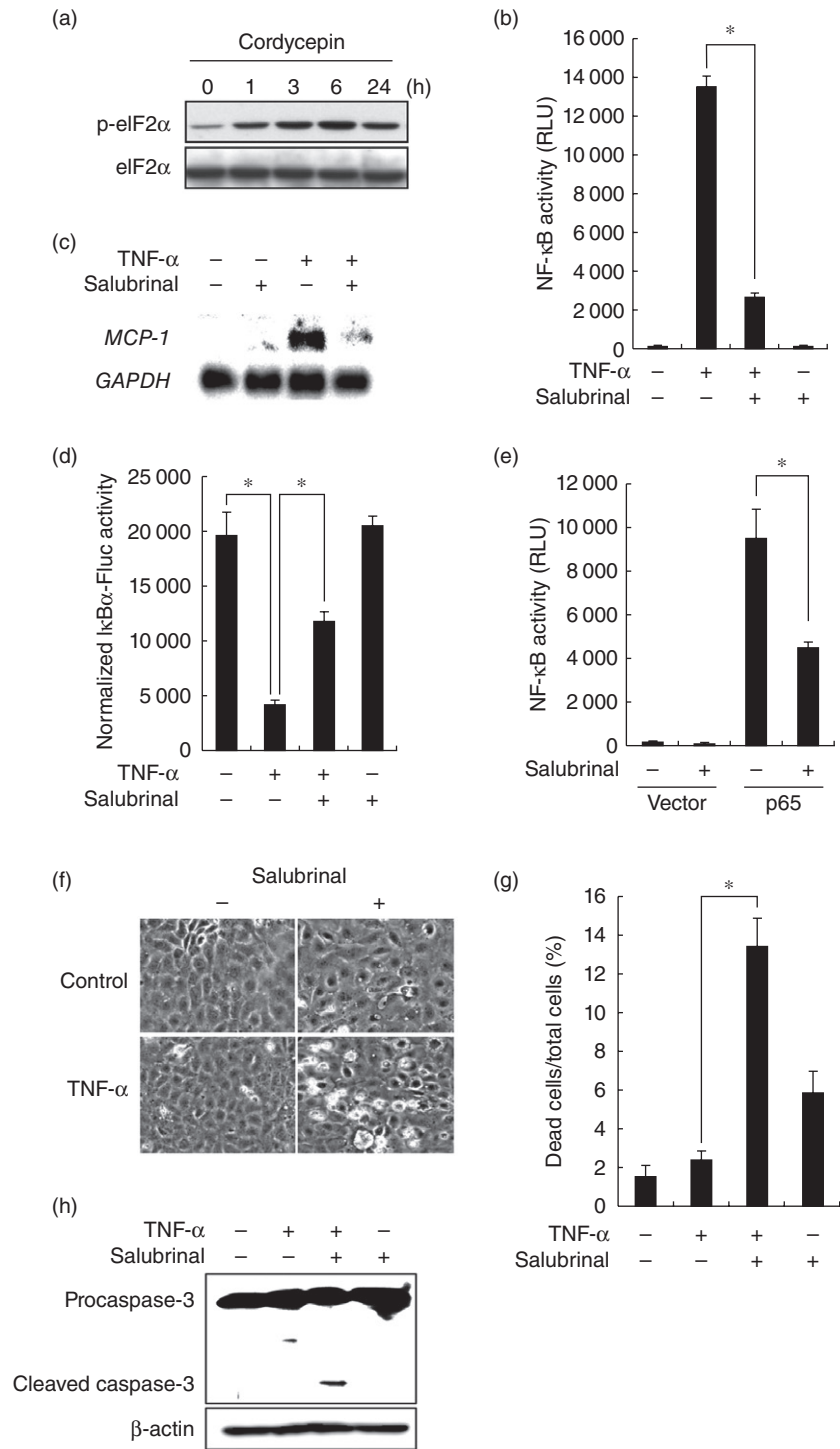 (a)
Cordycepin
0 1 3 6 24 (h)
p-eIF2α
eIF2α
(b)
NF-κB activity (RLU)
16 000
14 000
12 000
10 000
8 000
6 000
4 000
2 000
0
TNF-α – + + –
Salubrinal – – + +
(c)
TNF-α – – + +
Salubrinal – + – +
MCP-1
GAPDH
(d)
Normalized IκBα-Fluc activity
25 000
20 000
15 000
10 000
5 000
0
* *
TNF-α – + + –
Salubrinal – – + +
(e)
NF-κB activity (RLU)
12 000
10 000
8 000
6 000
4 000
2 000
0
*
Salubrinal – + – +
Vector p65
(f)
Salubrinal
– +
Control
TNF-α
(g)
Dead cells/total cells (%)
16
14
12
10
8
6
4
2
0
*
TNF-α – + + –
Salubrinal – – + +
(h)
TNF-α – + + –
Salubrinal – – + +
Procaspase-3
Cleaved caspase-3
β-actin